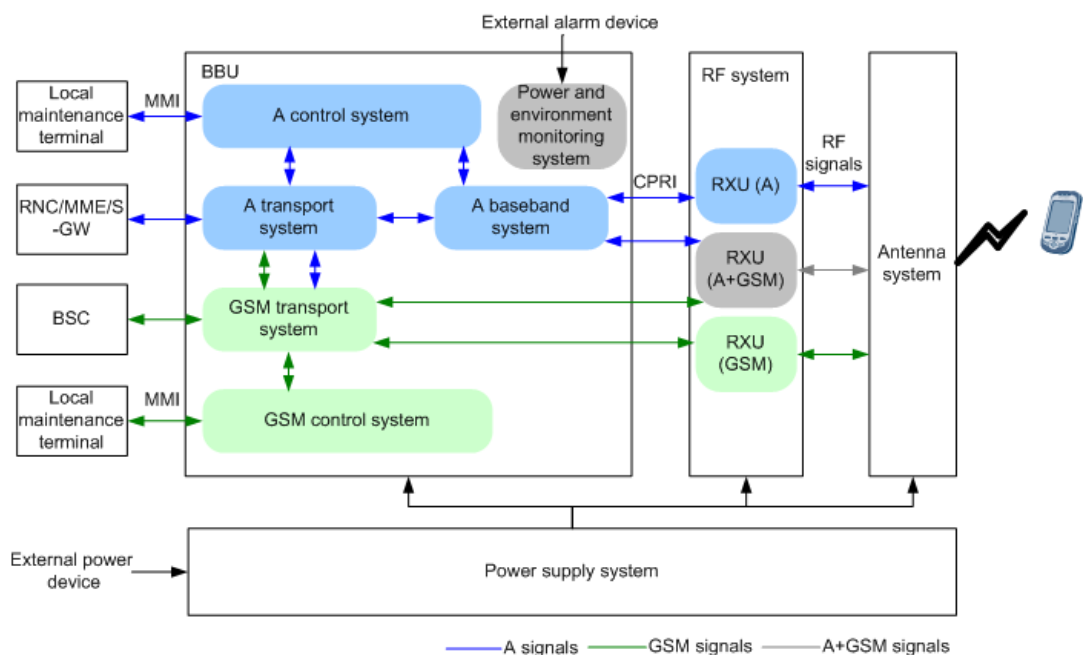 External alarm device
BBU
RF system
Local
maintenance
terminal
MMI
A control system
Power and
environment
monitoring
system
RF
signals
CPRI
RXU (A)
RNC/MME/S
-GW
A transport
system
A baseband
system
RXU
(A+GSM)
Antenna
system
BSC
GSM transport
system
RXU
(GSM)
Local
maintenance
terminal
MMI
GSM control system
External power
device
Power supply system
A signals
GSM signals
A+GSM signals